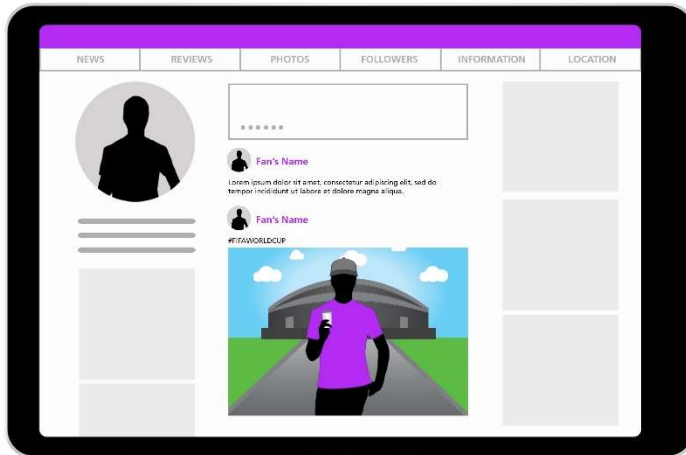 NEWS REVIEWS PHOTOS FOLLOWERS INFORMATION LOCATION
Fan's Name
Lorem ipsum dolor sit amet, consectetur adipiscing elit, sed do
tempor incididunt ut labore et dolore magna aliqua.
Fan's Name
#FIFAWORLDCUP